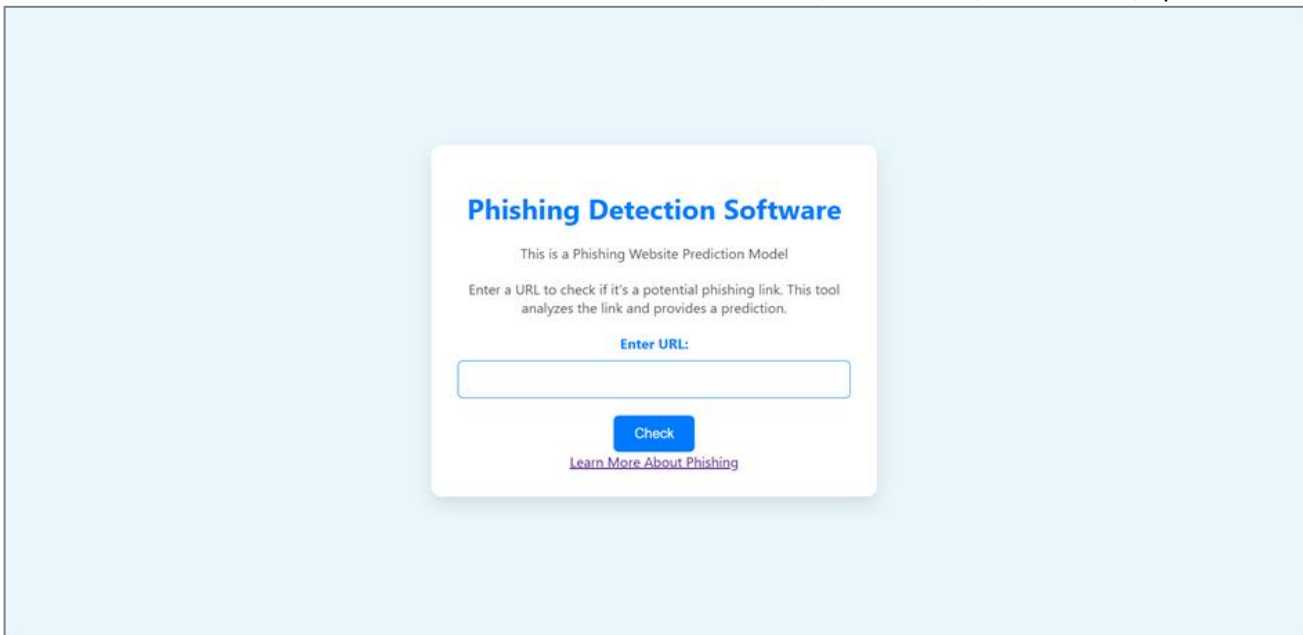 Phishing Detection Software
This is a Phishing Website Prediction Model
Enter a URL to check if it's a potential phishing link. This tool
analyzes the link and provides a prediction.
Enter URL:
Check
Learn More About Phishing